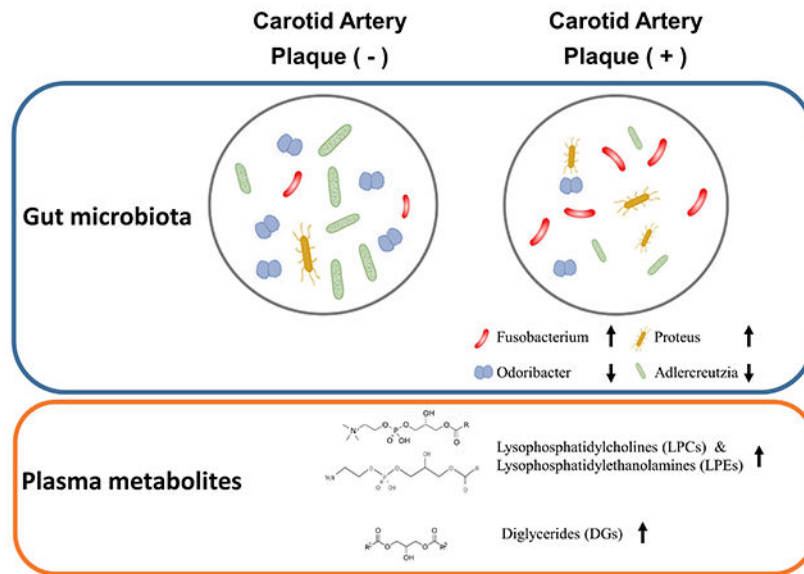 Carotid Artery
Plaque ( - )
Carotid Artery
Plaque ( + )
Gut microbiota
Fusobacterium
Proteus
Odoribacter
Adlercreutzia
Plasma metabolites
Lysophosphatidylcholines (LPCs) &
Lysophosphatidylethanolamines (LPEs)
Diglycerides (DGs)